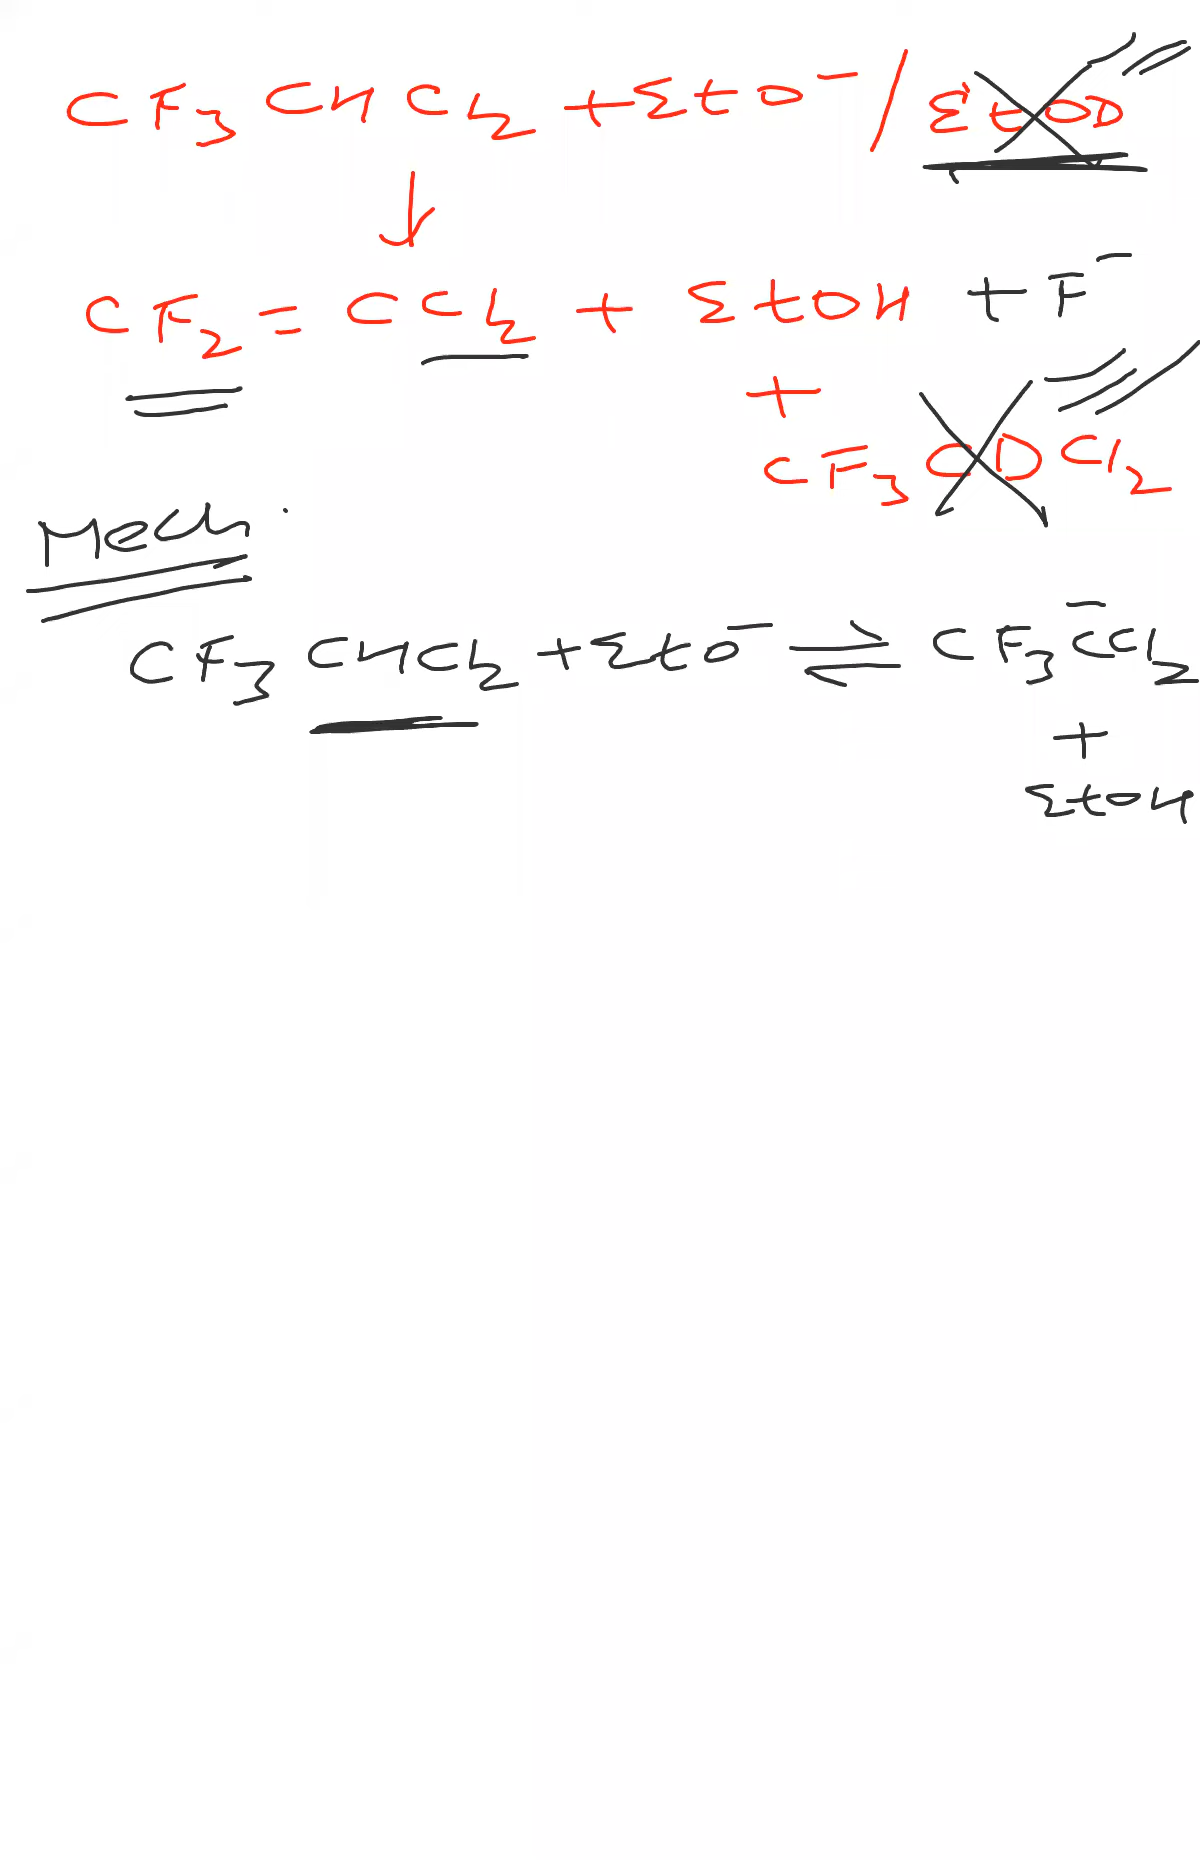 CF₃CHCl₂ + EtO⁻ / EtOD
↓
CF₂ = CCl₂ + EtOH + F⁻
+
CF₃CDCl₂
Mech.
CF₃CHCl₂ + EtO⁻ ⇌ CF₃C̄Cl₂
+
EtOH